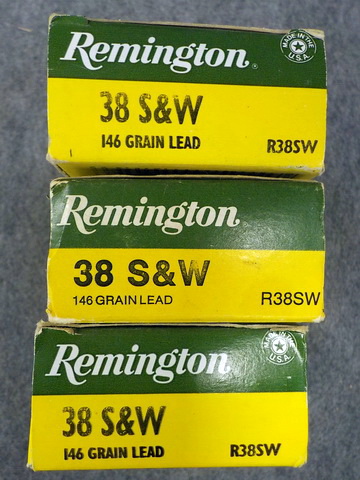 Remington®
MADE IN THE U.S.A.
38 S&W
146 GRAIN LEAD
R38SW
Remington
38 S&W
146 GRAIN LEAD
R38SW
Remington
MADE IN THE U.S.A.
38 S&W
146 GRAIN LEAD
R38SW